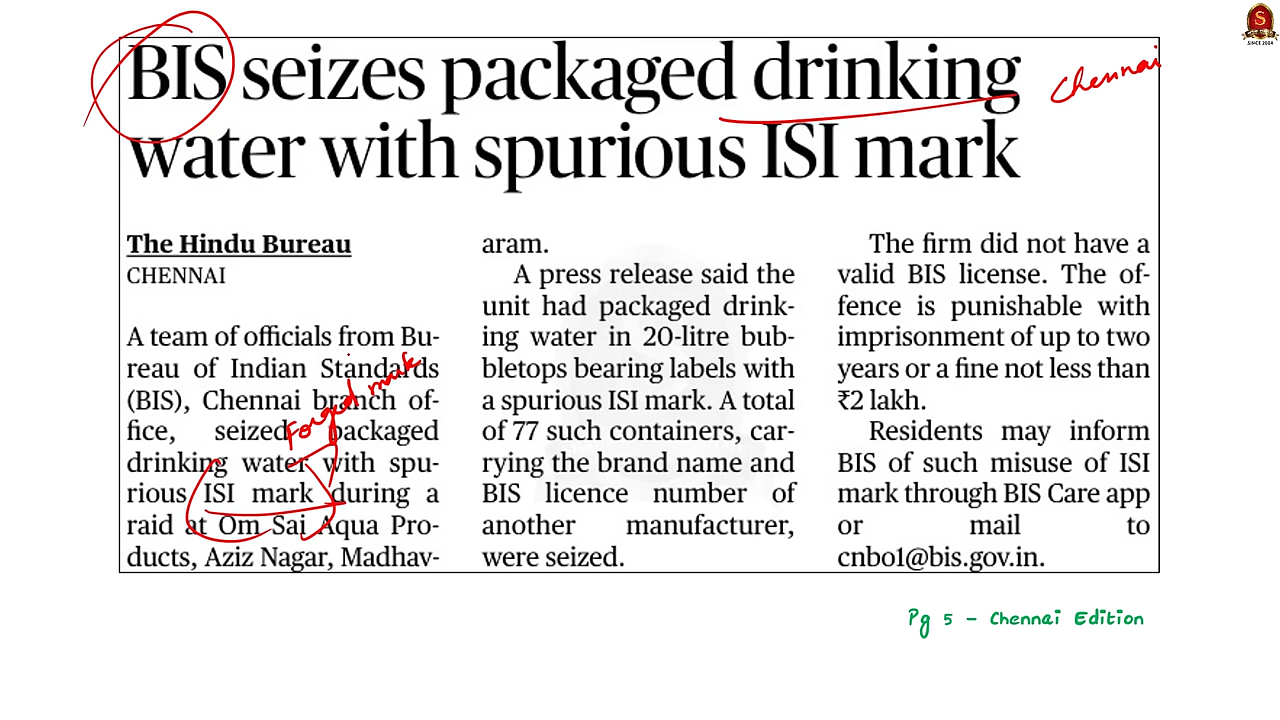 BIS seizes packaged drinking
water with spurious ISI mark
Chennai
The Hindu Bureau
CHENNAI
A team of officials from Bu-
reau of Indian Standards
(BIS), Chennai branch of-
fice, seized packaged
drinking water with spu-
rious ISI mark during a
raid at Om Sai Aqua Pro-
ducts, Aziz Nagar, Madhav-
Forged mark
aram.
A press release said the
unit had packaged drink-
ing water in 20-litre bub-
bletops bearing labels with
a spurious ISI mark. A total
of 77 such containers, car-
rying the brand name and
BIS licence number of
another manufacturer,
were seized.
The firm did not have a
valid BIS license. The of-
fence is punishable with
imprisonment of up to two
years or a fine not less than
₹2 lakh.
Residents may inform
BIS of such misuse of ISI
mark through BIS Care app
or mail to
cnbo1@bis.gov.in.
Pg 5 - Chennai Edition
S
SINCE 2004